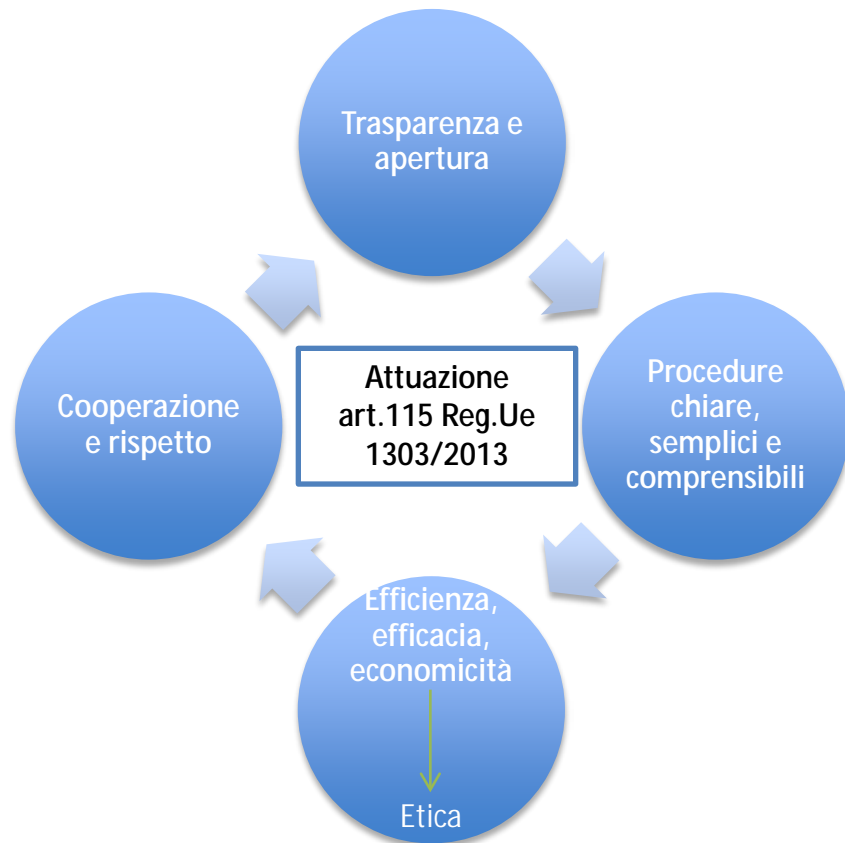 Trasparenza e
apertura
Cooperazione
e rispetto
Attuazione
art.115 Reg.Ue
1303/2013
Procedure
chiare,
semplici e
comprensibili
Efficienza,
efficacia,
economicità
Etica